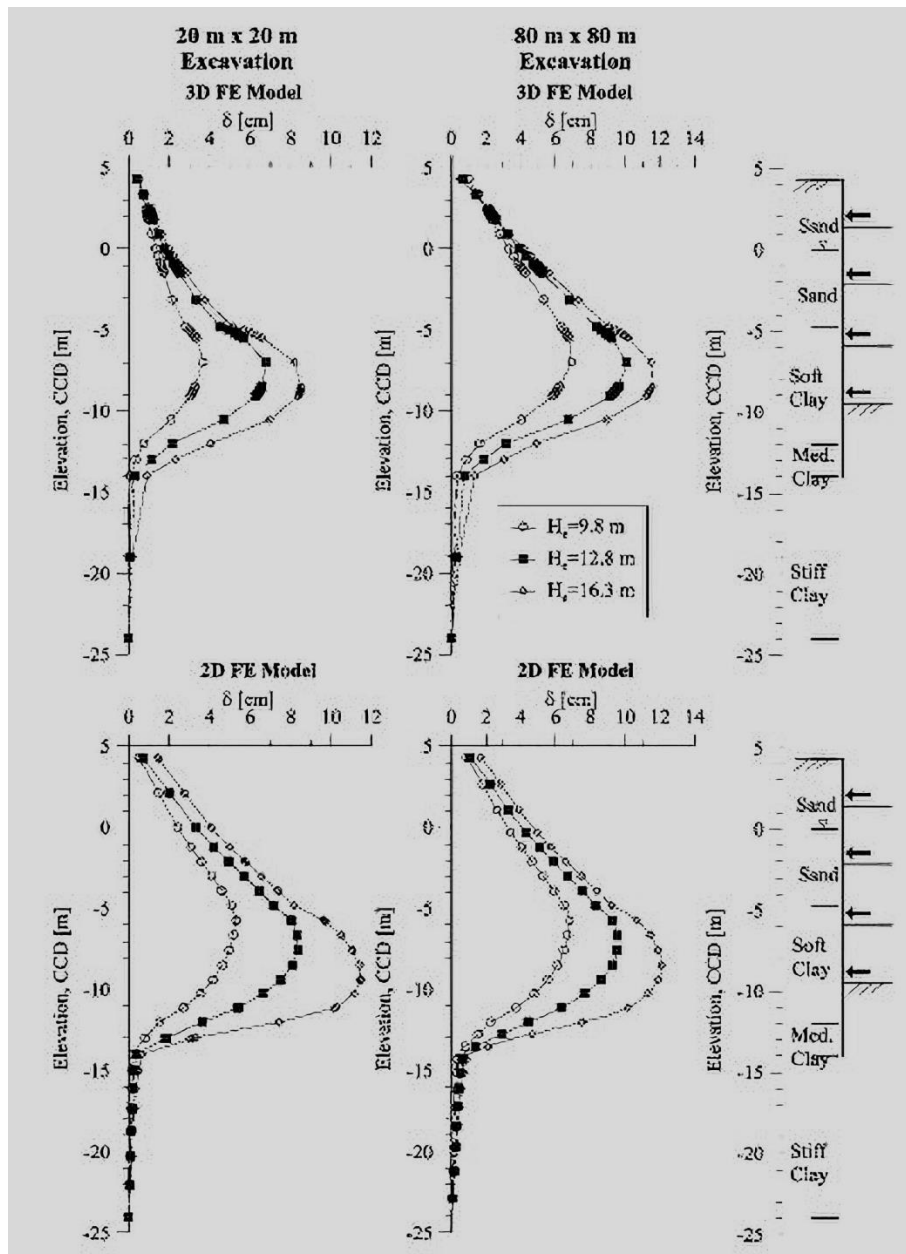 20 m x 20 m
Excavation
3D FE Model
δ [cm]
0 2 4 6 8 10 12
80 m x 80 m
Excavation
3D FE Model
δ [cm]
0 2 4 6 8 10 12 14
5
0
-5
-10
-15
-20
-25
Elevation, CCD [m]
5
0
-5
-10
-15
-20
-25
Elevation, CCD [m]
Hₑ=9.8 m
Hₑ=12.8 m
Hₑ=16.3 m
5
0
-5
-10
-15
-20
-25
Elevation, CCD [m]
Sand
Sand
Soft
Clay
Med.
Clay
Stiff
Clay
2D FE Model
δ [cm]
0 2 4 6 8 10 12
2D FE Model
δ [cm]
0 2 4 6 8 10 12 14
5
0
-5
-10
-15
-20
-25
Elevation, CCD [m]
5
0
-5
-10
-15
-20
-25
Elevation, CCD [m]
5
0
-5
-10
-15
-20
-25
Elevation, CCD [m]
Sand
Sand
Soft
Clay
Med.
Clay
Stiff
Clay